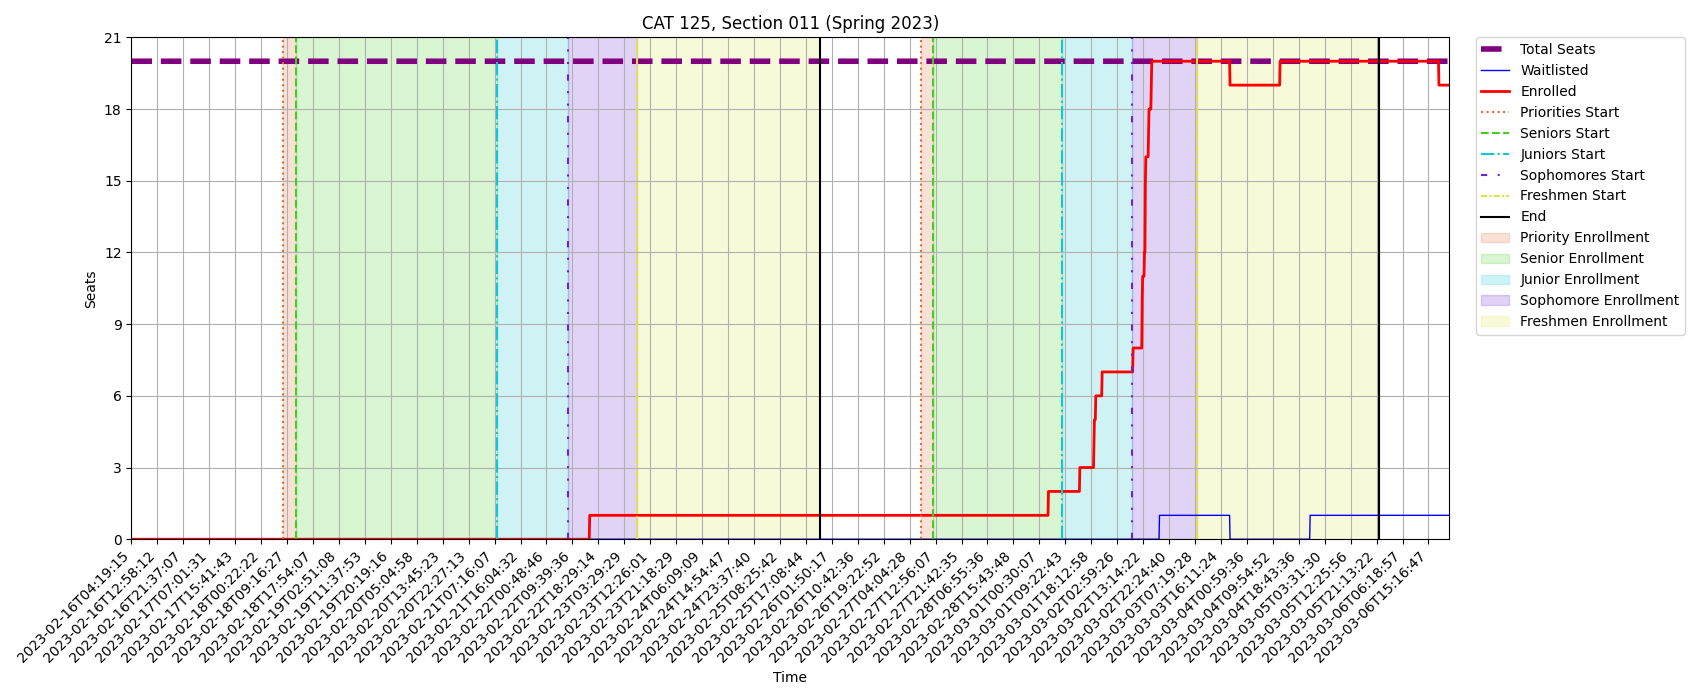 CAT 125, Section 011 (Spring 2023)
21
18
15
12
9
6
3
0
Seats
2023-02-16T04:19:15
2023-02-16T12:58:12
2023-02-16T21:37:07
2023-02-17T07:01:31
2023-02-17T15:41:43
2023-02-18T00:22:22
2023-02-18T09:16:27
2023-02-18T17:54:07
2023-02-19T02:51:08
2023-02-19T11:37:53
2023-02-19T20:19:16
2023-02-20T05:04:58
2023-02-20T13:45:23
2023-02-20T22:27:13
2023-02-21T07:16:07
2023-02-21T16:04:32
2023-02-22T00:48:46
2023-02-22T09:39:36
2023-02-22T18:29:14
2023-02-23T03:29:29
2023-02-23T12:26:01
2023-02-23T21:18:29
2023-02-24T06:09:09
2023-02-24T14:54:47
2023-02-24T23:37:40
2023-02-25T08:25:42
2023-02-25T17:08:44
2023-02-26T01:50:17
2023-02-26T10:42:36
2023-02-26T19:22:52
2023-02-27T04:04:28
2023-02-27T12:56:07
2023-02-27T21:42:35
2023-02-28T06:55:36
2023-02-28T15:43:48
2023-03-01T00:30:07
2023-03-01T09:22:43
2023-03-01T18:12:58
2023-03-02T02:59:26
2023-03-02T13:14:22
2023-03-02T22:24:40
2023-03-03T07:19:28
2023-03-03T16:11:24
2023-03-04T00:59:36
2023-03-04T09:54:52
2023-03-04T18:43:36
2023-03-05T03:31:30
2023-03-05T12:25:56
2023-03-05T21:13:22
2023-03-06T06:18:57
2023-03-06T15:16:47
Time
Total Seats
Waitlisted
Enrolled
Priorities Start
Seniors Start
Juniors Start
Sophomores Start
Freshmen Start
End
Priority Enrollment
Senior Enrollment
Junior Enrollment
Sophomore Enrollment
Freshmen Enrollment